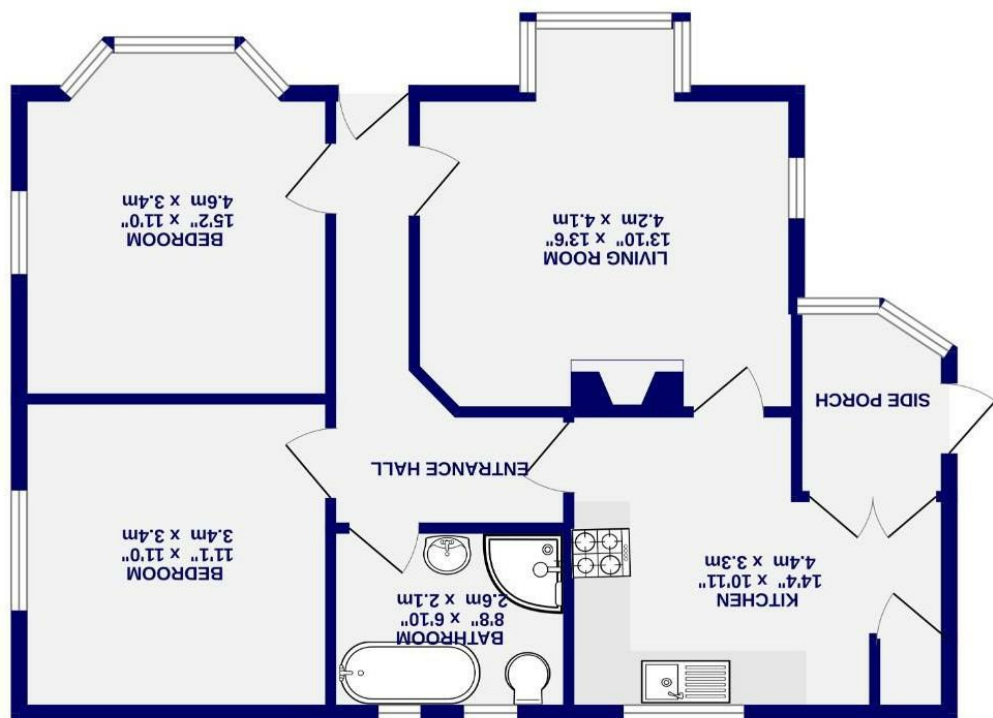 KITCHEN
14'4" x 10'11"
4.4m x 3.3m
BATHROOM
8'8" x 6'10"
2.6m x 2.1m
BEDROOM
11'1" x 11'0"
3.4m x 3.4m
ENTRANCE HALL
SIDE PORCH
LIVING ROOM
13'10" x 13'6"
4.2m x 4.1m
BEDROOM
15'2" x 11'0"
4.6m x 3.4m